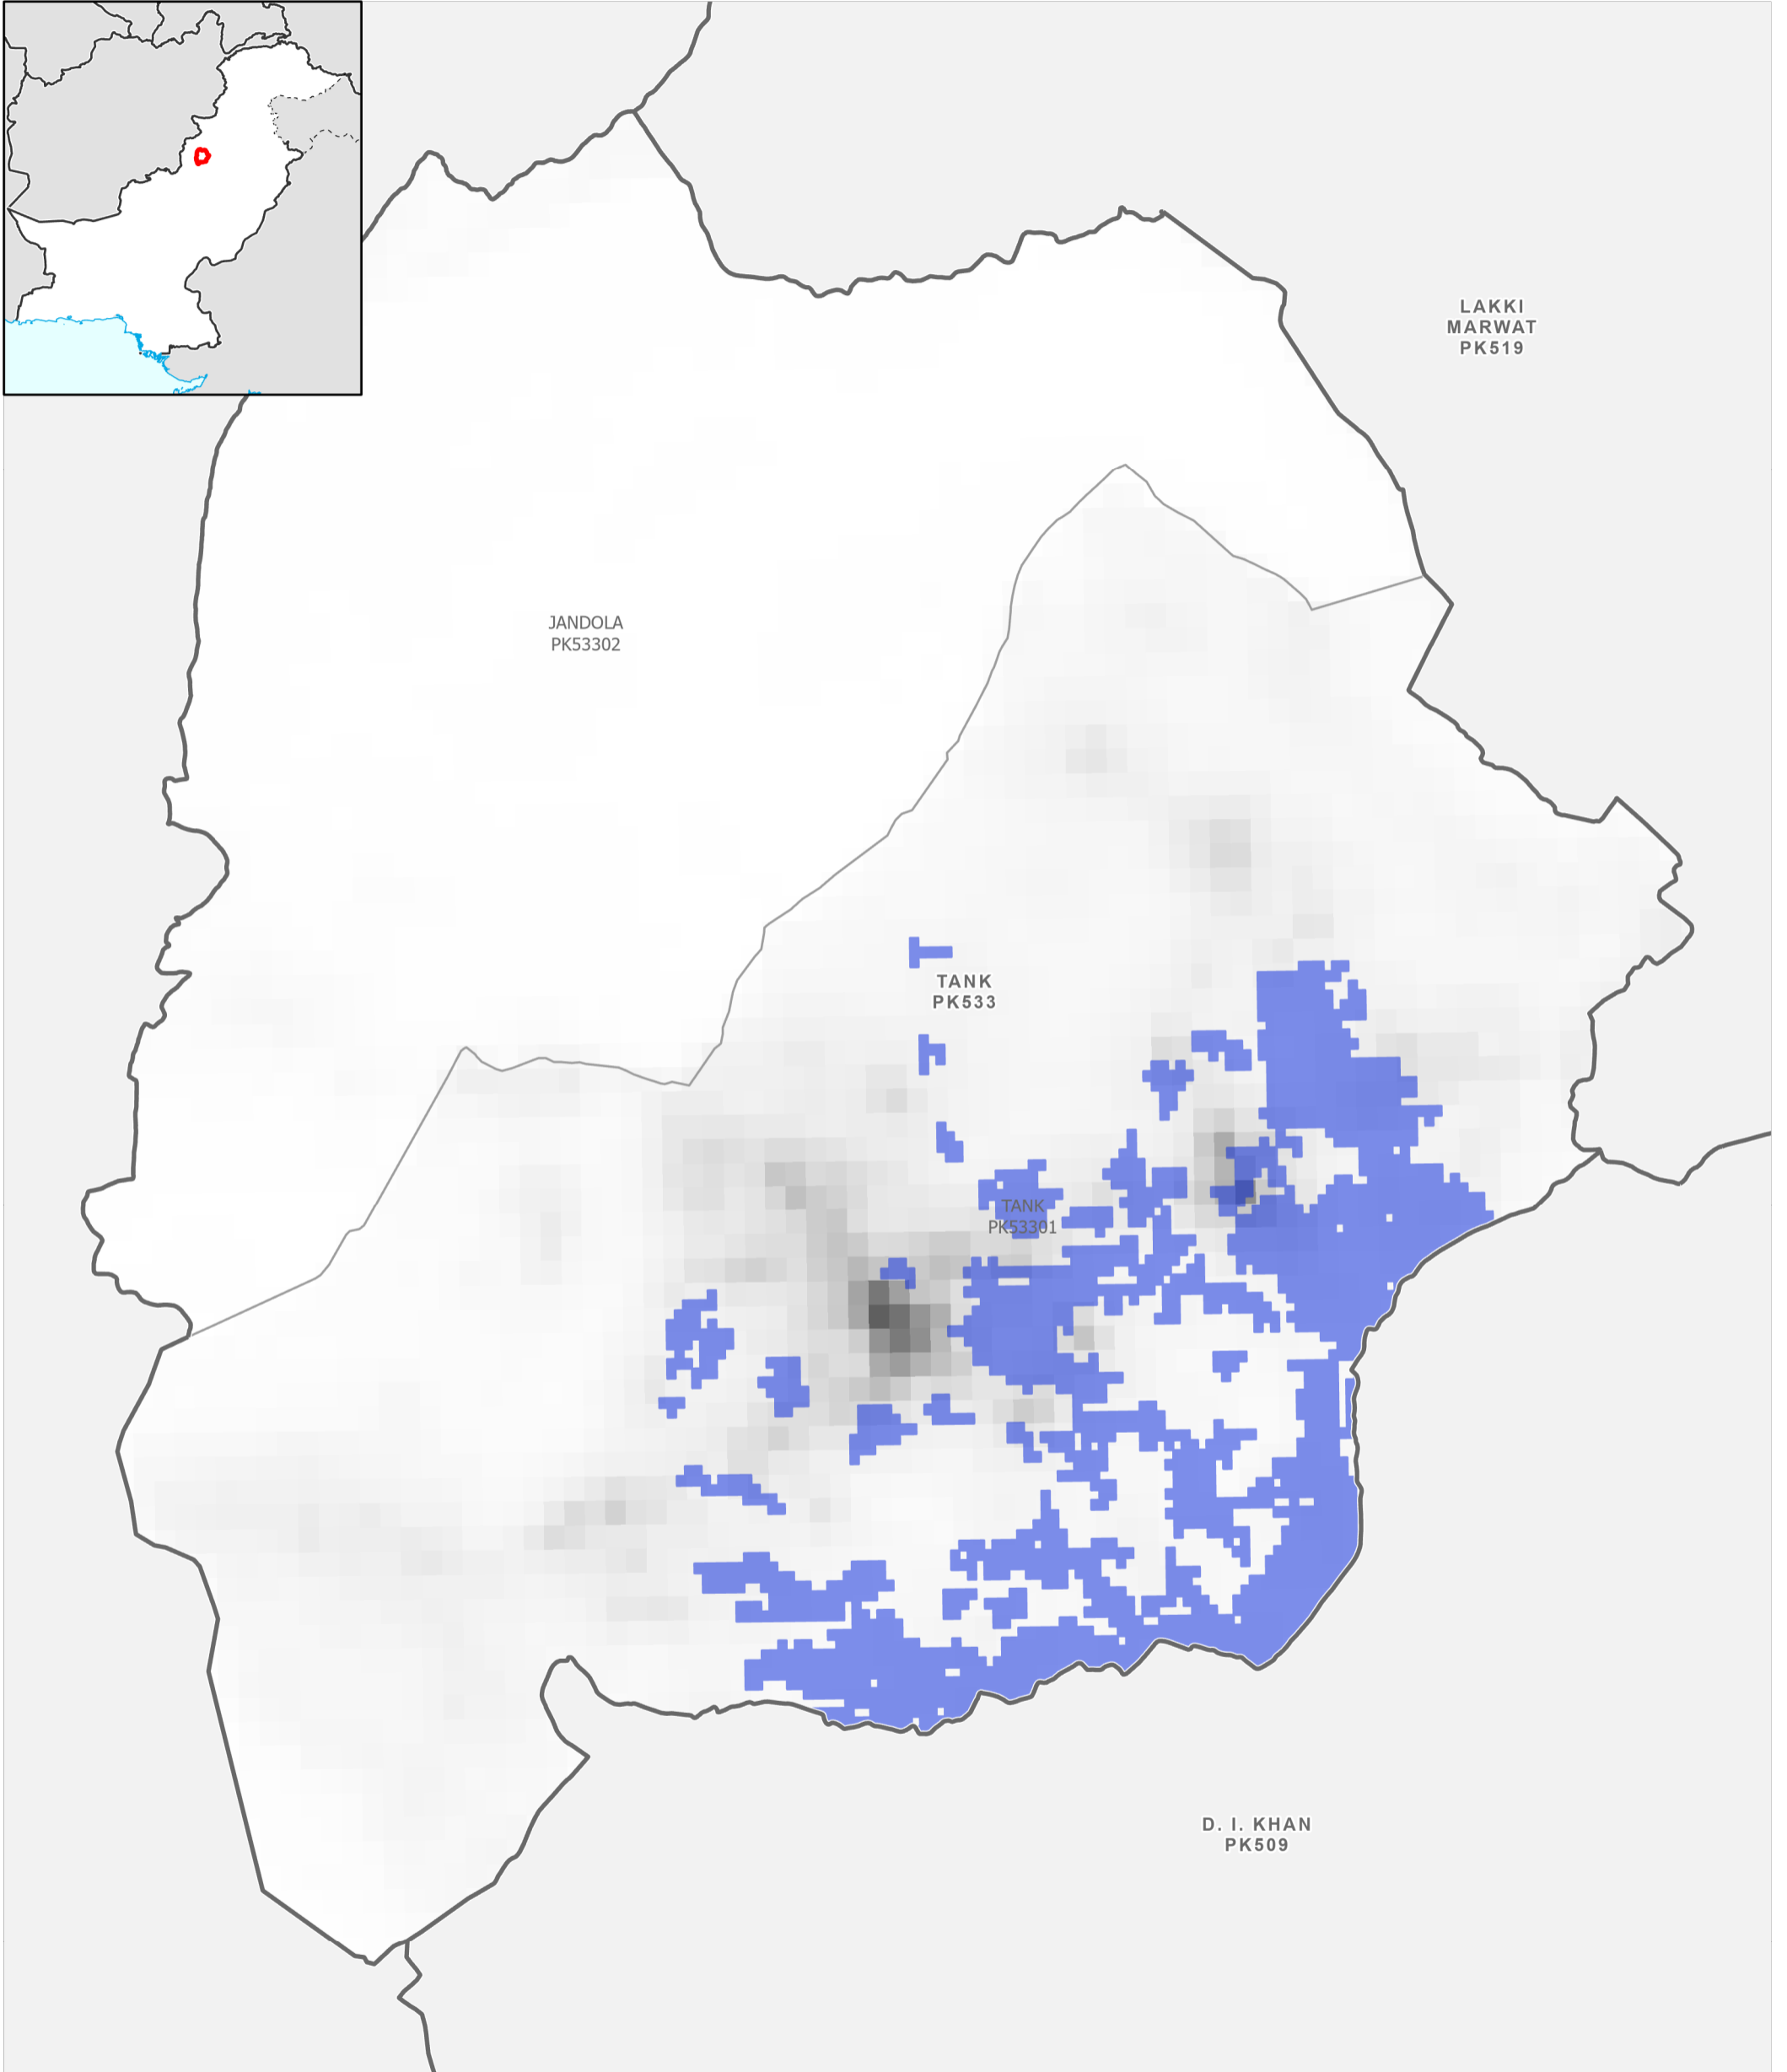 LAKKI
MARWAT
PK519
JANDOLA
PK53302
TANK
PK533
TANK
PK53301
D. I. KHAN
PK509